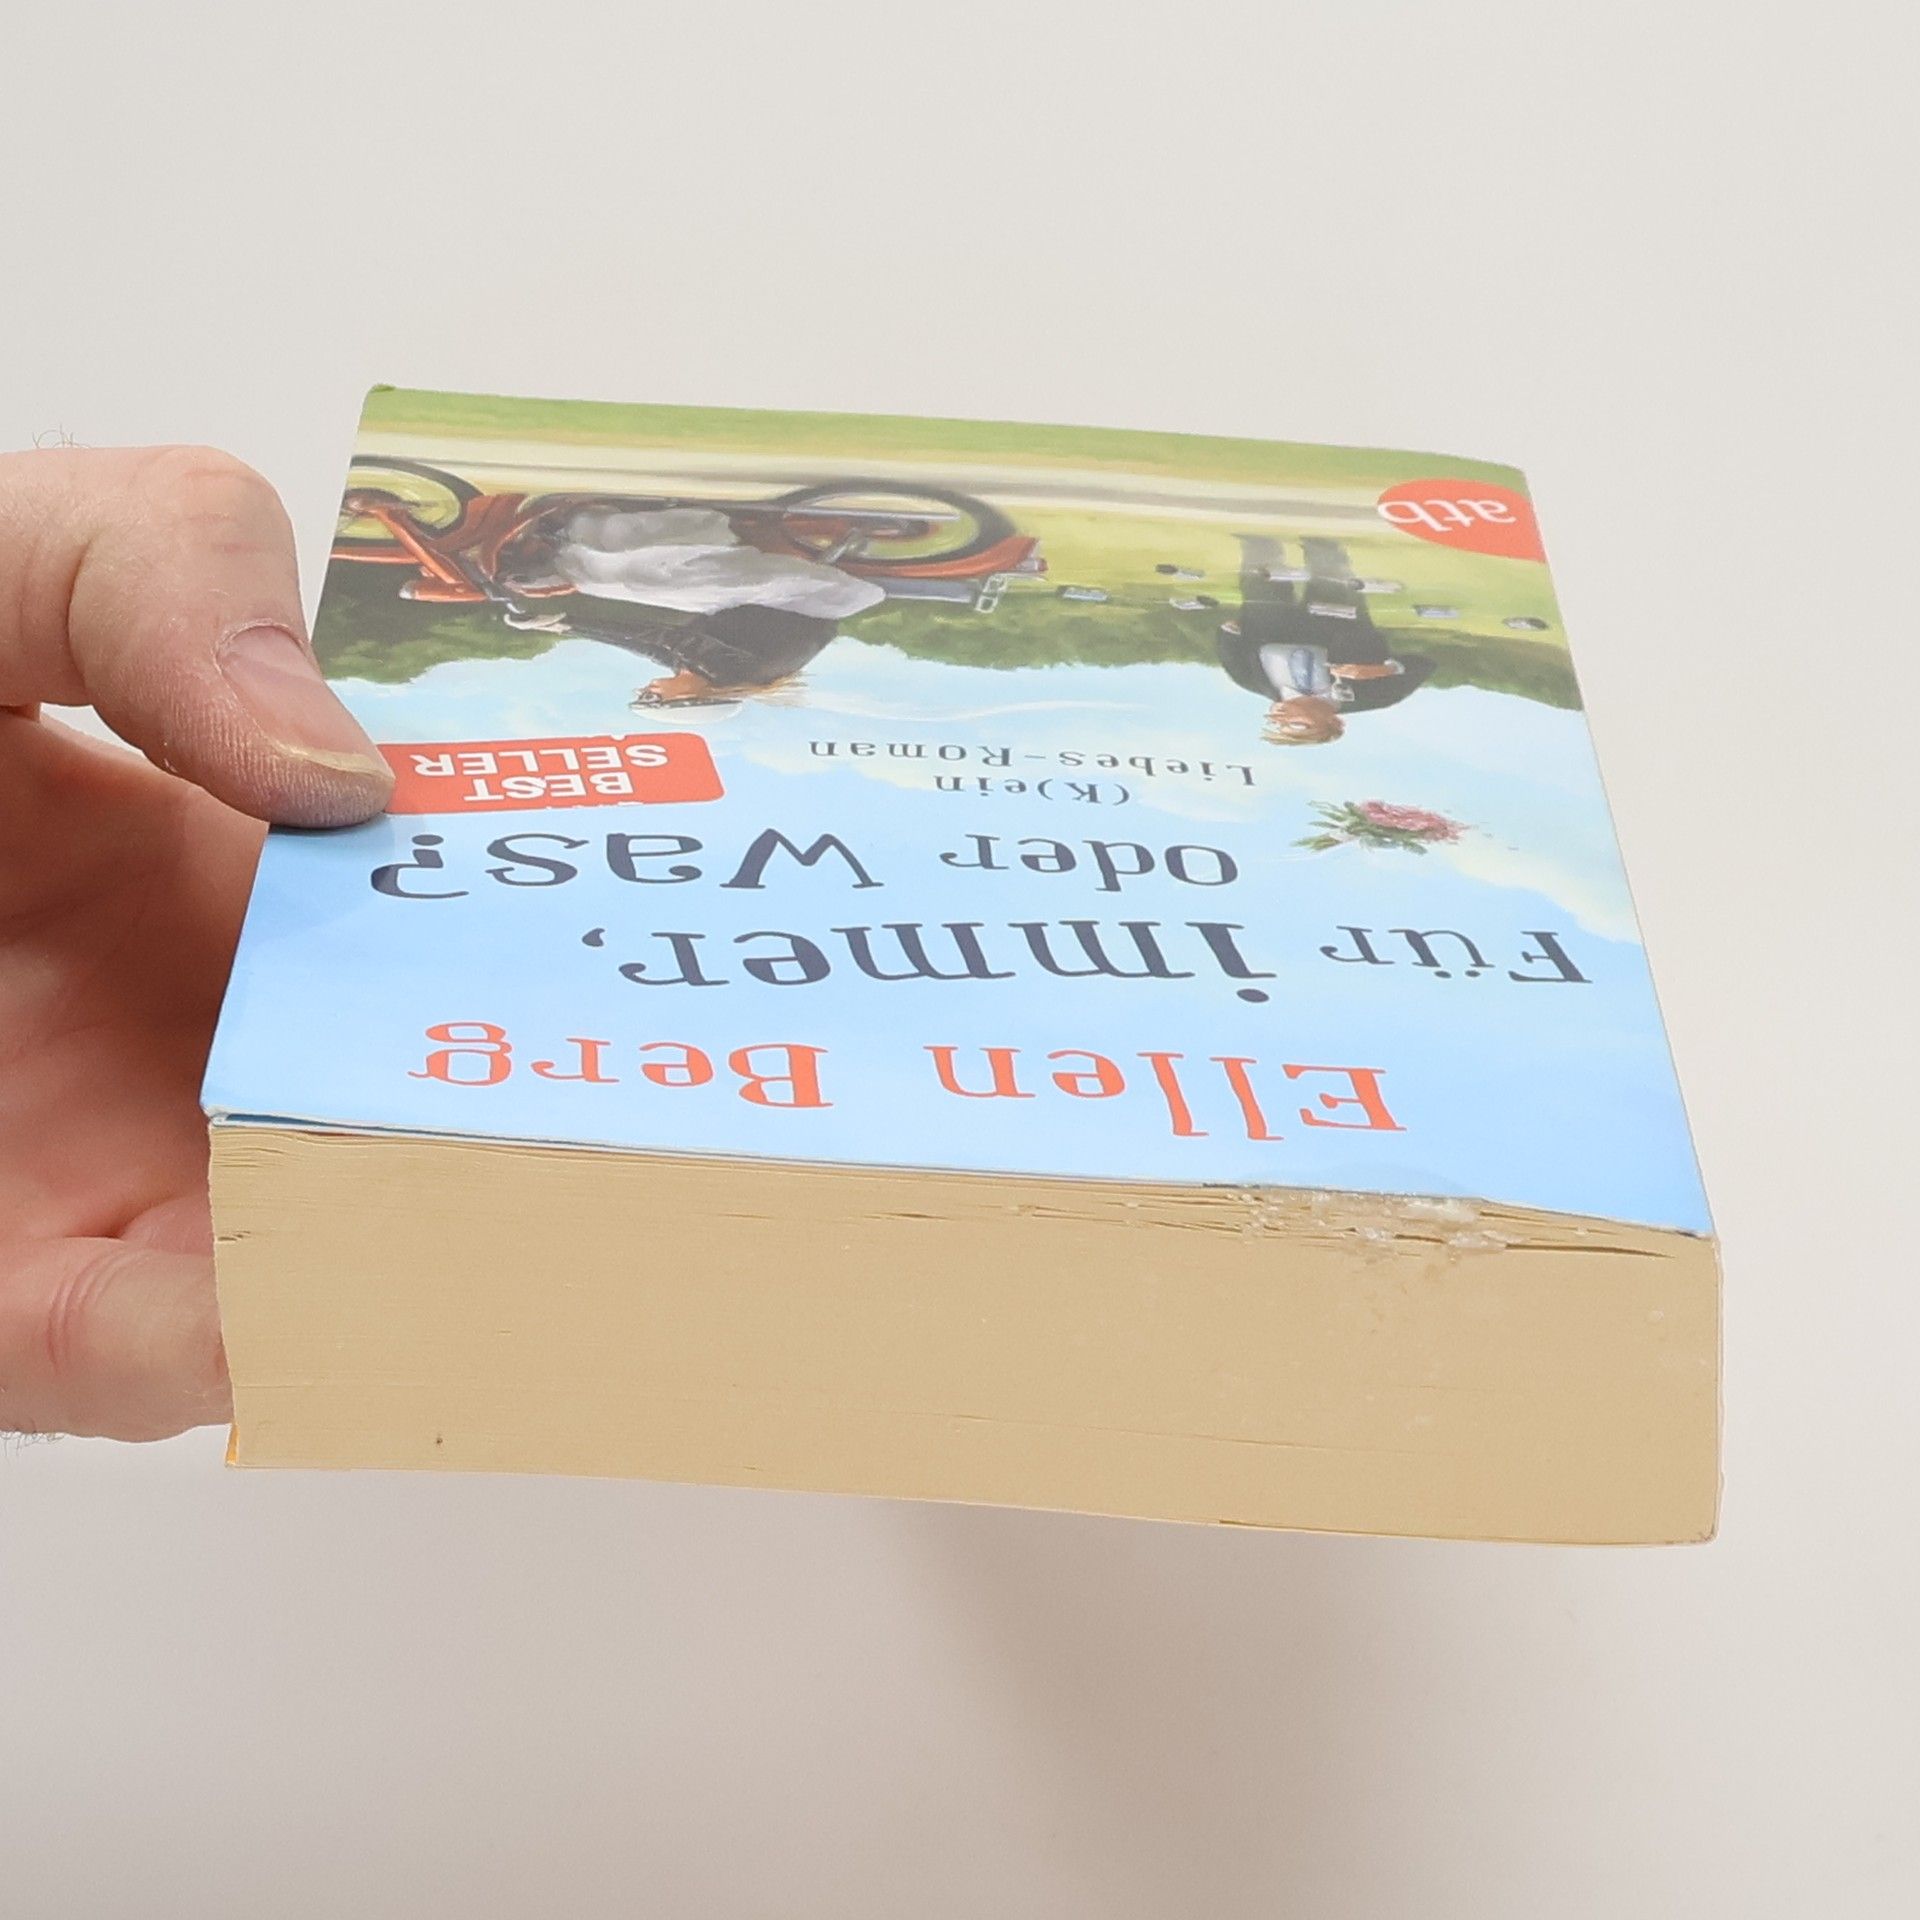 Ellen Berg
Für immer,
oder was?
(K)ein
Liebes-Roman
BEST
SELLER
atb